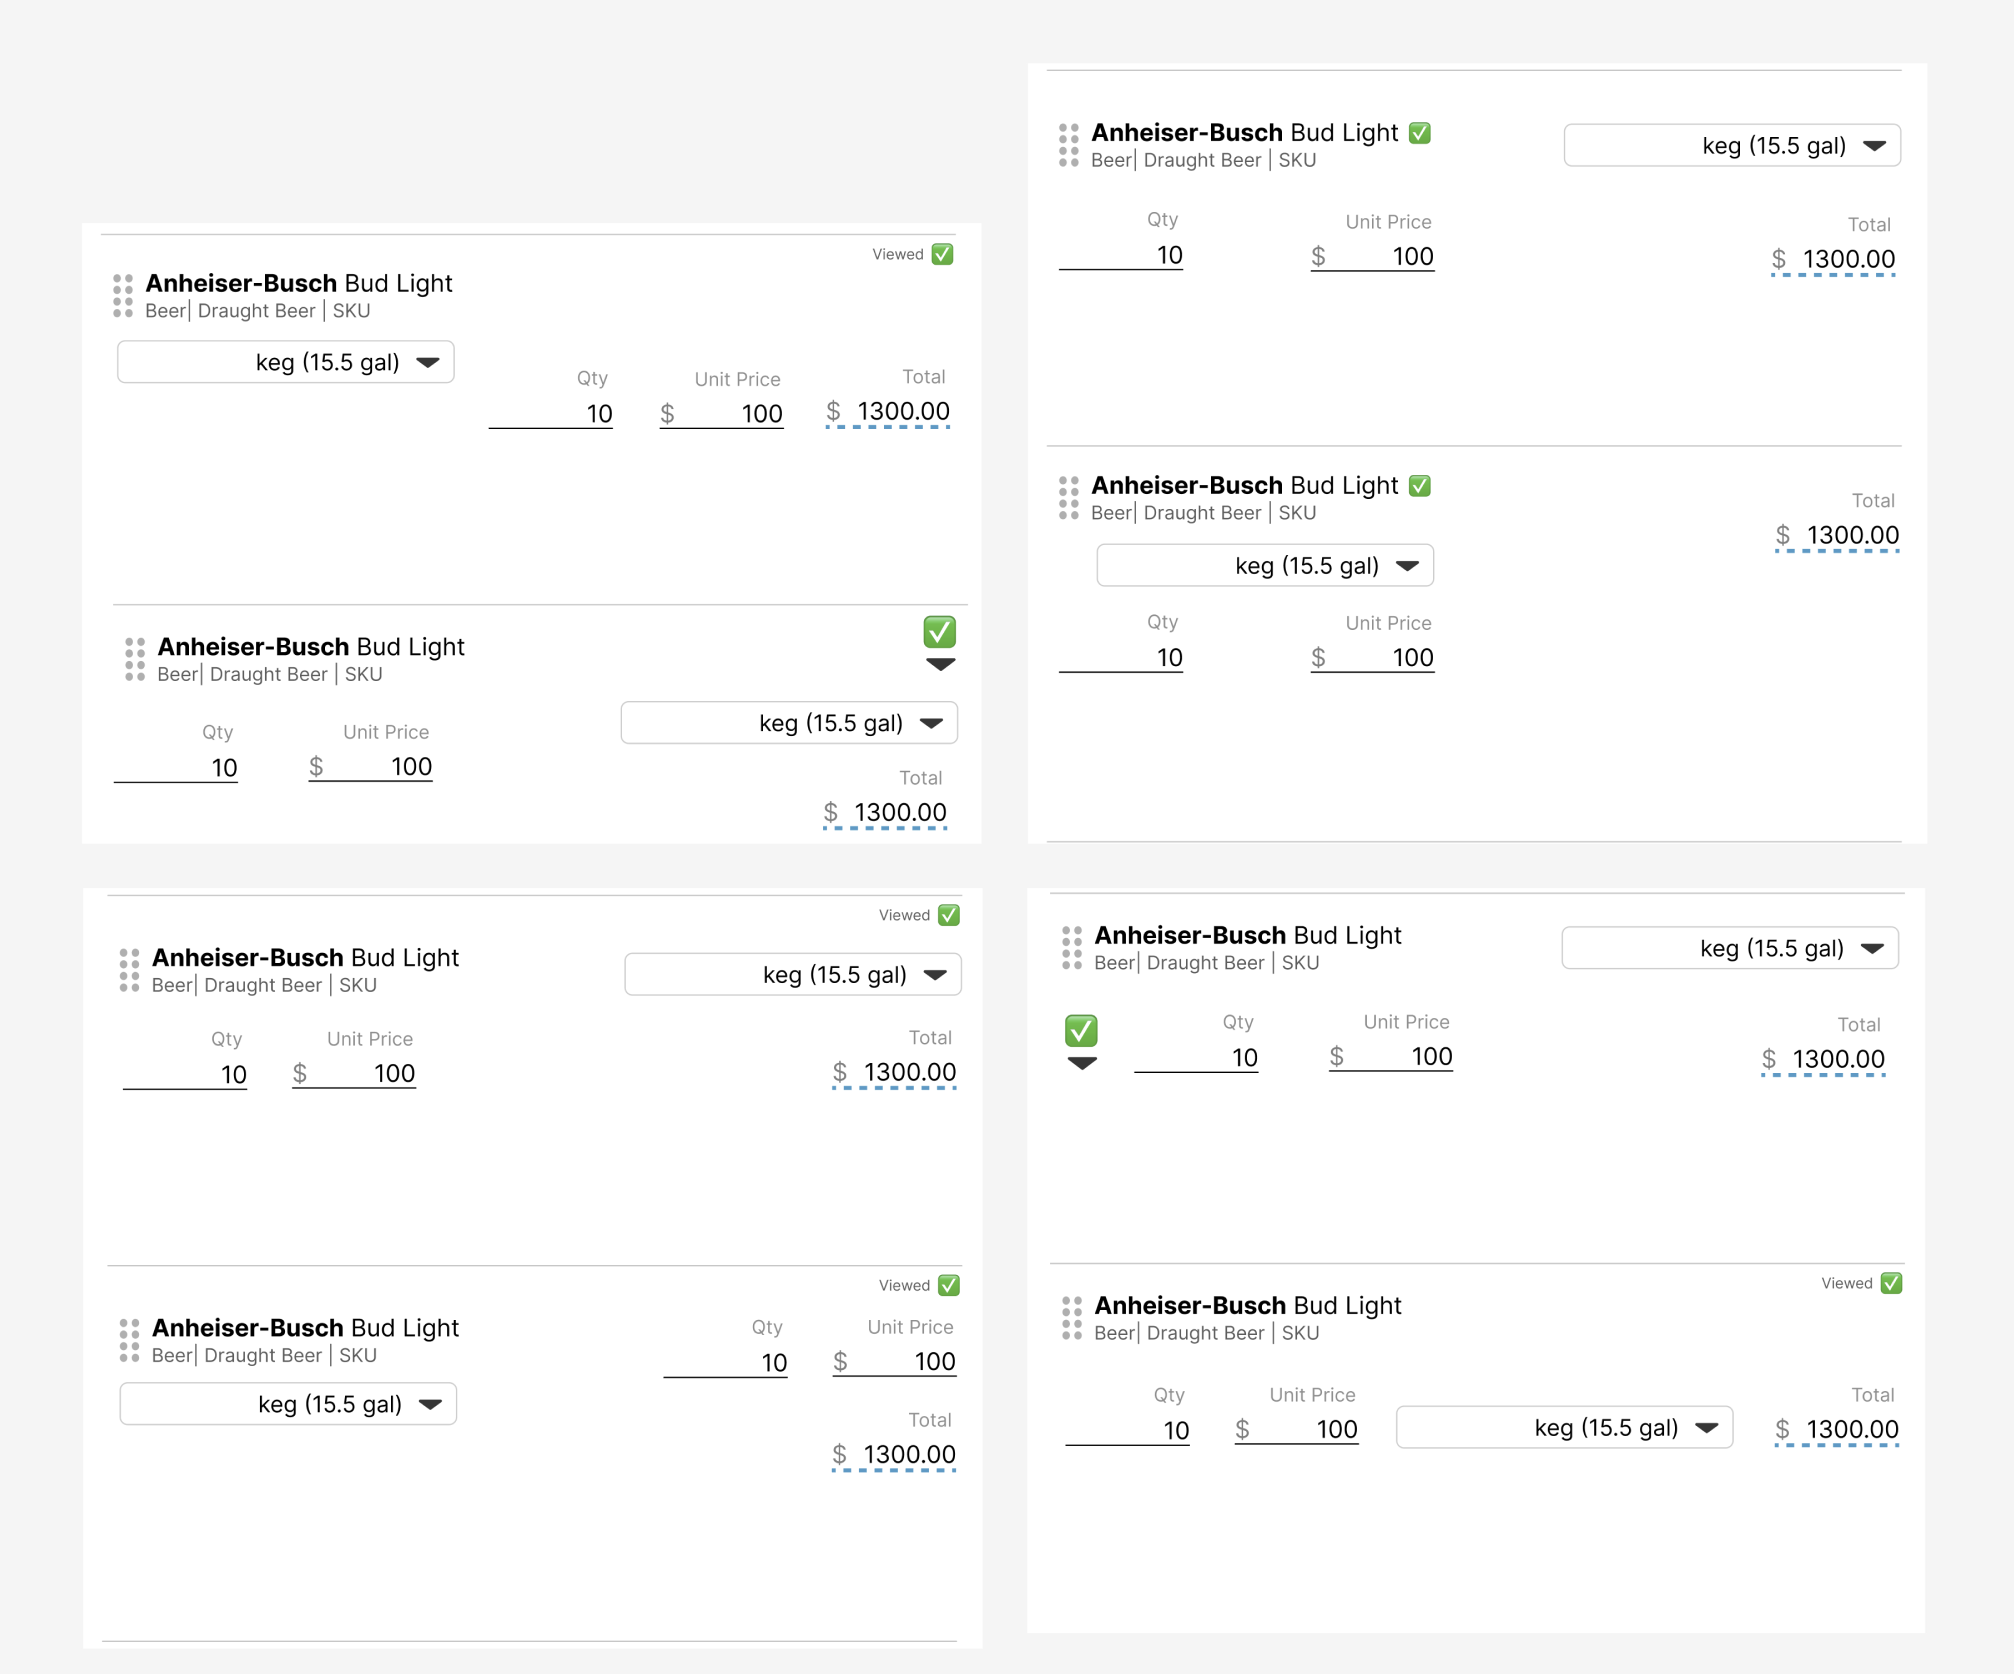 Viewed ✅
Anheiser-Busch Bud Light
Beer| Draught Beer | SKU
keg (15.5 gal)
Qty Unit Price Total
10 $ 100 $ 1300.00
Anheiser-Busch Bud Light
Beer| Draught Beer | SKU
keg (15.5 gal)
Qty Unit Price
10 $ 100
Total
$ 1300.00
Anheiser-Busch Bud Light ✅
Beer| Draught Beer | SKU
keg (15.5 gal)
Qty Unit Price Total
10 $ 100 $ 1300.00
Anheiser-Busch Bud Light ✅
Beer| Draught Beer | SKU
Total
$ 1300.00
keg (15.5 gal)
Qty Unit Price
10 $ 100
Viewed ✅
Anheiser-Busch Bud Light
Beer| Draught Beer | SKU
keg (15.5 gal)
Qty Unit Price Total
10 $ 100 $ 1300.00
Viewed ✅
Anheiser-Busch Bud Light
Beer| Draught Beer | SKU
Qty Unit Price
10 $ 100
keg (15.5 gal)
Total
$ 1300.00
Anheiser-Busch Bud Light
Beer| Draught Beer | SKU
keg (15.5 gal)
Qty Unit Price Total
10 $ 100 $ 1300.00
Viewed ✅
Anheiser-Busch Bud Light
Beer| Draught Beer | SKU
Qty Unit Price Total
10 $ 100 keg (15.5 gal) $ 1300.00